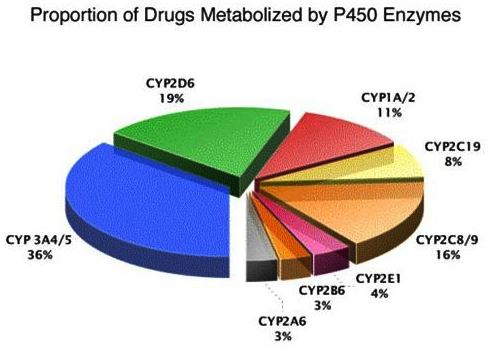 Proportion of Drugs Metabolized by P450 Enzymes
CYP2D6
19%
CYP1A/2
11%
CYP2C19
8%
CYP 3A4/5
36%
CYP2C8/9
16%
CYP2E1
4%
CYP2B6
3%
CYP2A6
3%